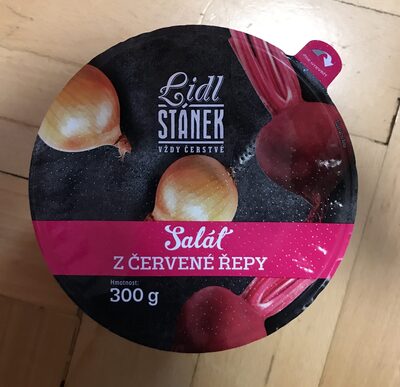 Lidl
STÁNEK
VŽDY ČERSTVÉ
Salát
Z ČERVENÉ ŘEPY
Hmotnost:
300 g